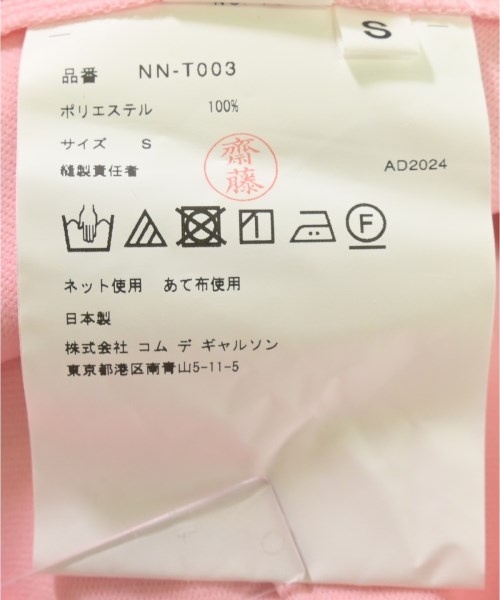 S
品番 NN-T003
ポリエステル 100%
サイズ S
縫製責任者
齋藤
AD2024
F
ネット使用 あて布使用
日本製
株式会社 コム デ ギャルソン
東京都港区南青山5-11-5